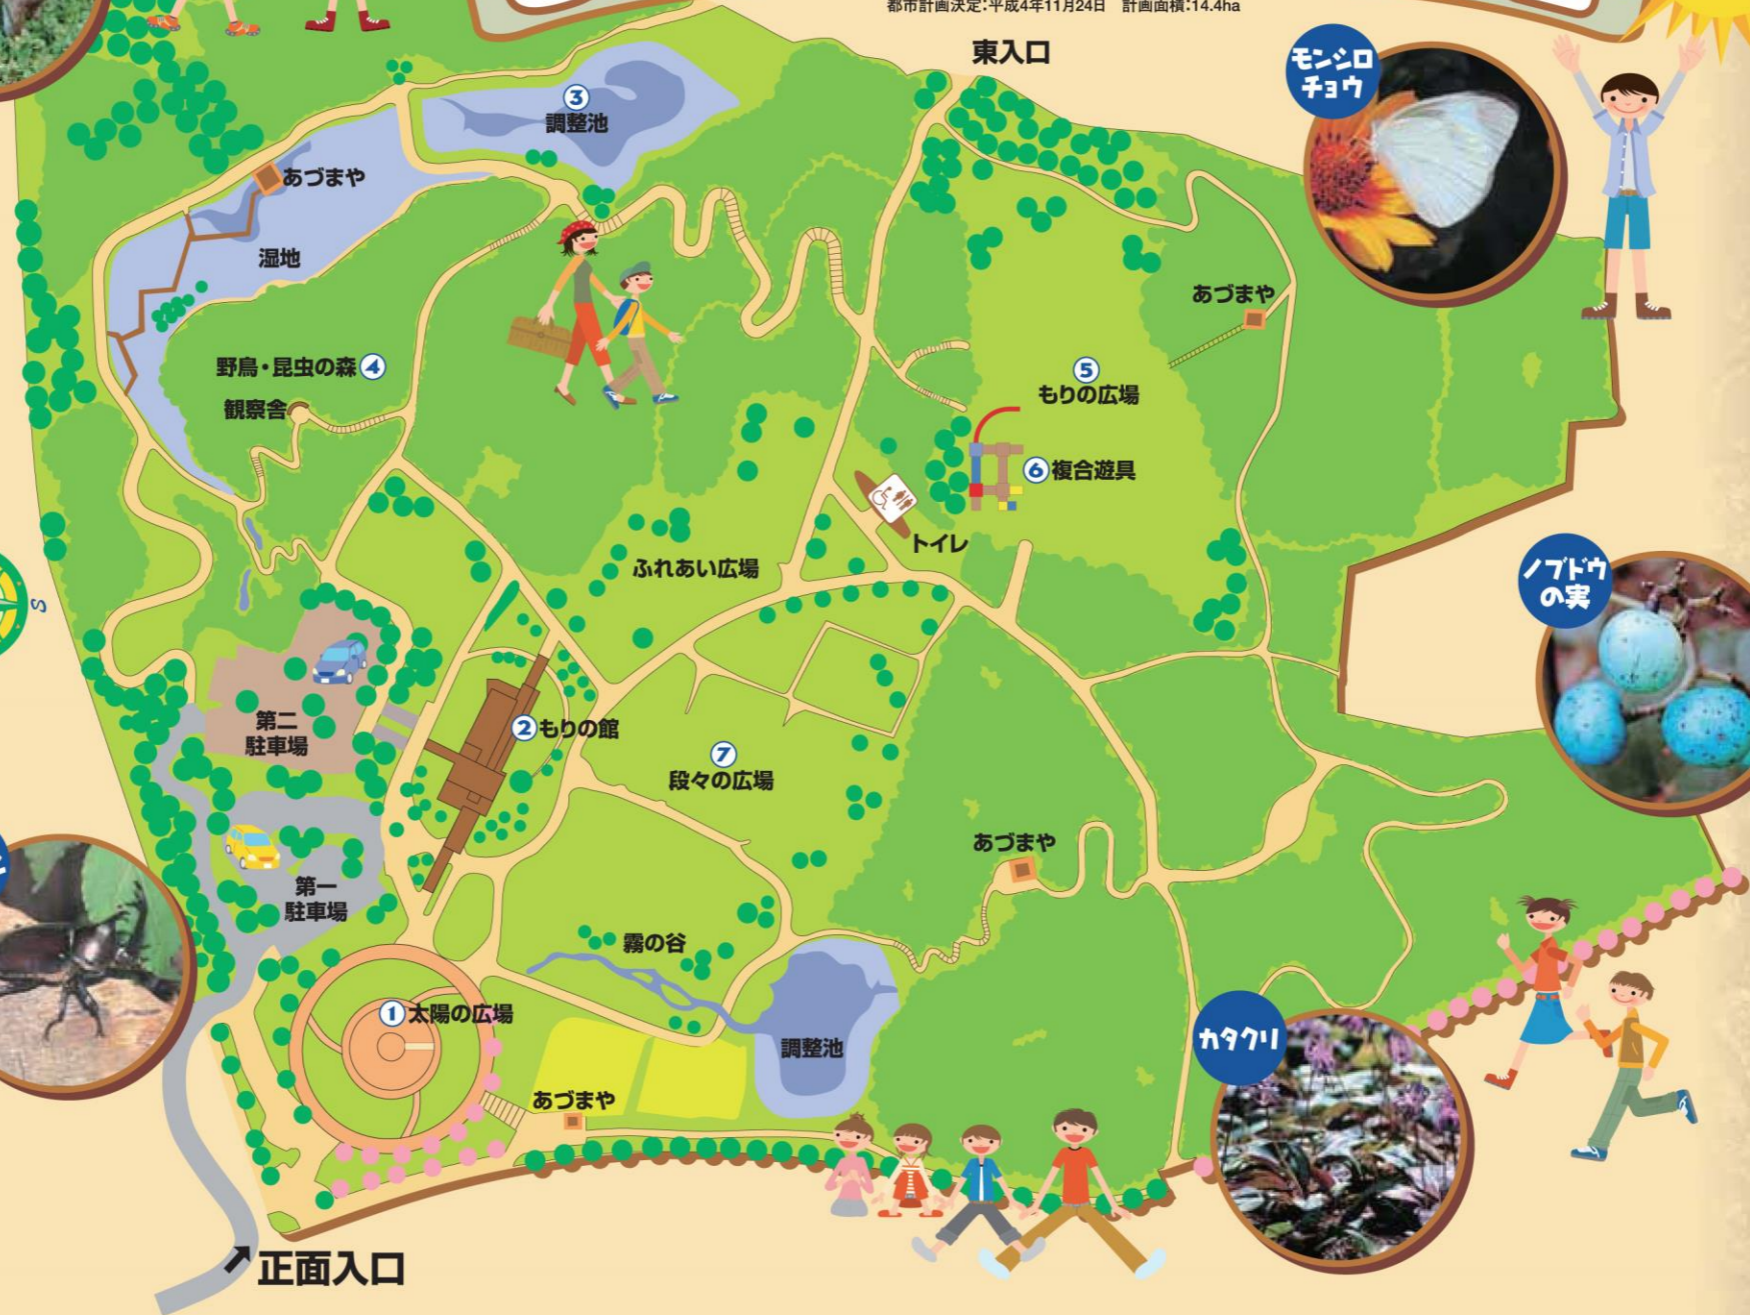 都市計画決定:平成4年11月24日　計画面積:14.4ha
東入口
モンシロ
チョウ
③
調整池
あづまや
湿地
あづまや
野鳥・昆虫の森④
観察舎
⑤
もりの広場
⑥複合遊具
トイレ
ふれあい広場
ノブドウ
の実
S
第二
駐車場
②もりの館
⑦
段々の広場
あづまや
第一
駐車場
霧の谷
①太陽の広場
調整池
カタクリ
あづまや
正面入口